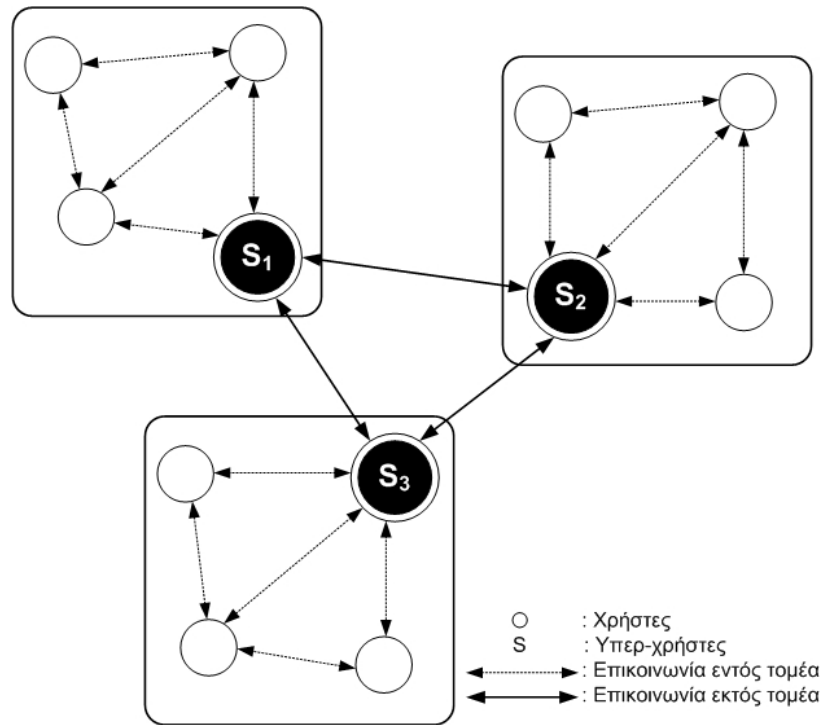 S₁
S₂
S₃
: Χρήστες
S : Υπερ-χρήστες
: Επικοινωνία εντός τομέα
: Επικοινωνία εκτός τομέα